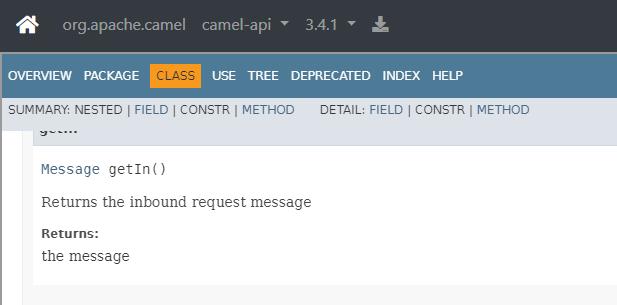 org.apache.camel camel-api 3.4.1
OVERVIEW PACKAGE CLASS USE TREE DEPRECATED INDEX HELP
SUMMARY: NESTED | FIELD | CONSTR | METHOD DETAIL: FIELD | CONSTR | METHOD
Message getIn()
Returns the inbound request message
Returns:
the message